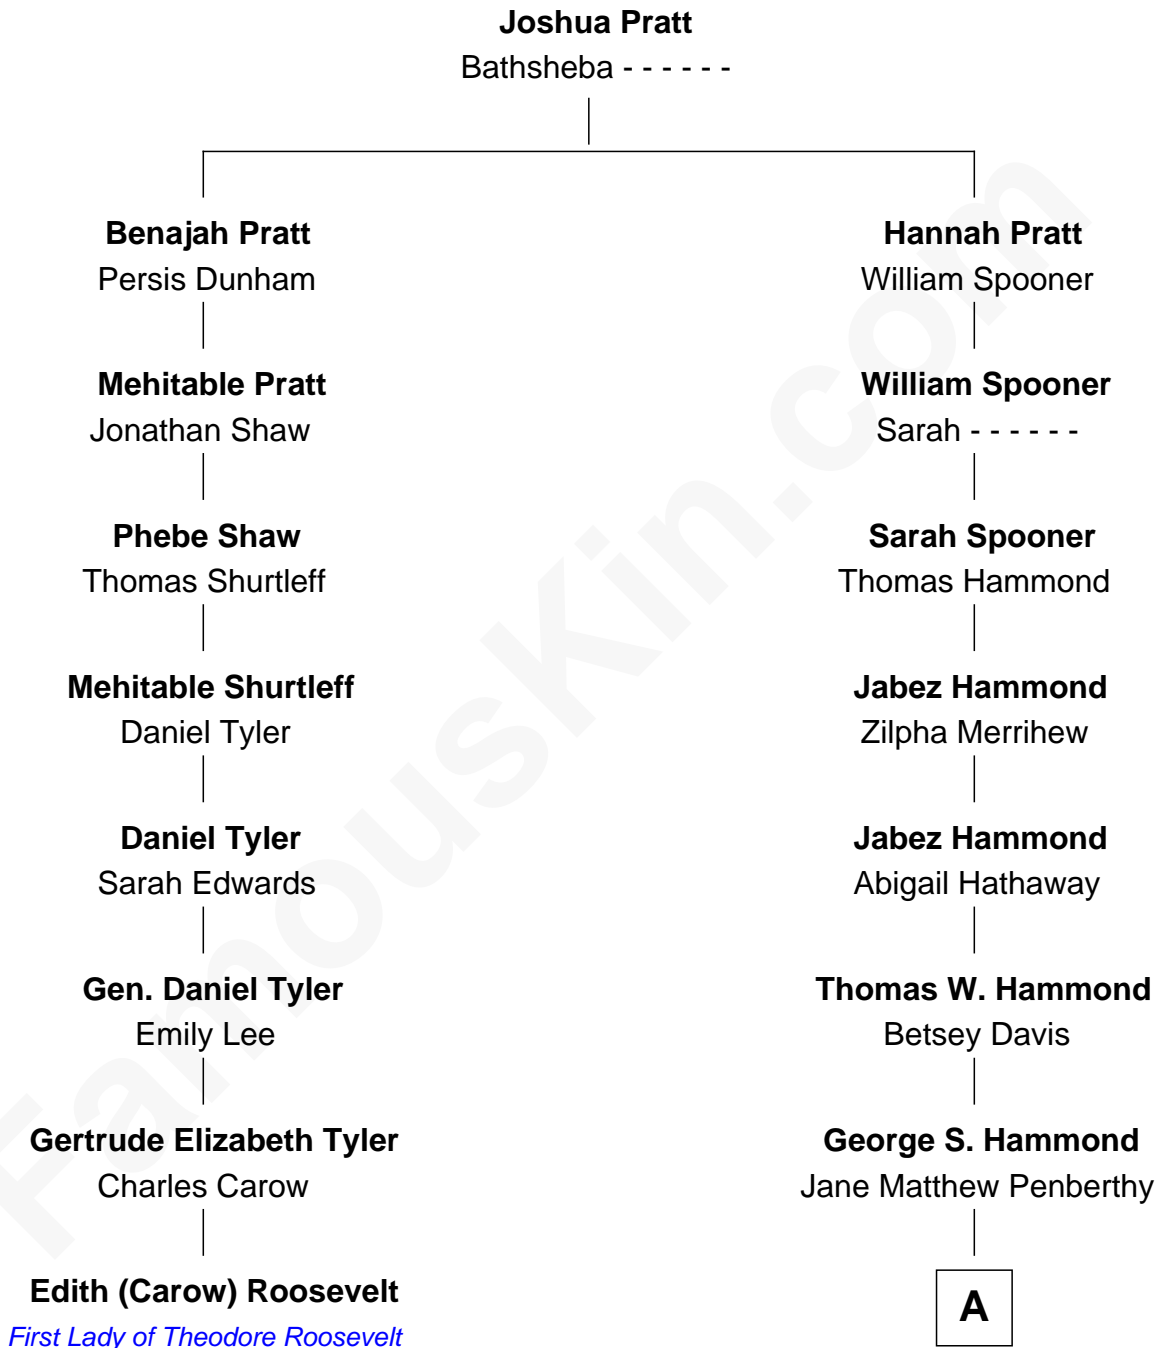 Joshua Pratt
Bathsheba - - - - - -
Benajah Pratt
Persis Dunham
Hannah Pratt
William Spooner
Mehitable Pratt
Jonathan Shaw
William Spooner
Sarah - - - - - -
Phebe Shaw
Thomas Shurtleff
Sarah Spooner
Thomas Hammond
Mehitable Shurtleff
Daniel Tyler
Jabez Hammond
Zilpha Merrihew
Daniel Tyler
Sarah Edwards
Jabez Hammond
Abigail Hathaway
Gen. Daniel Tyler
Emily Lee
Thomas W. Hammond
Betsey Davis
Gertrude Elizabeth Tyler
Charles Carow
George S. Hammond
Jane Matthew Penberthy
Edith (Carow) Roosevelt
First Lady of Theodore Roosevelt
A
FamousKin.com